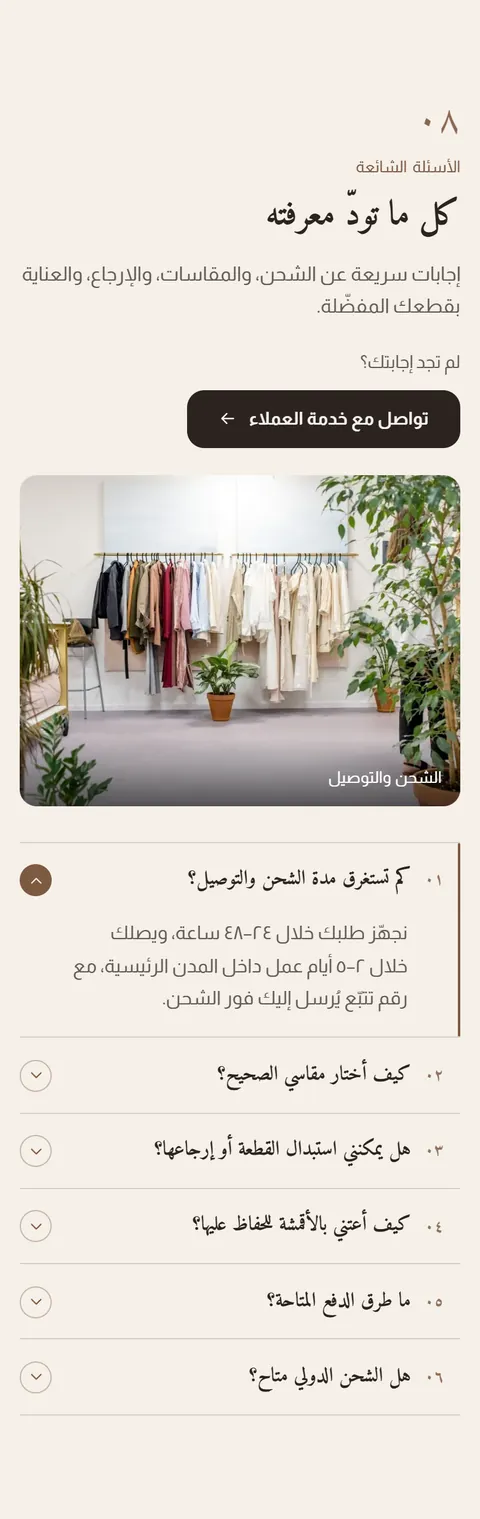 ٠٨
الأسئلة الشائعة
كل ما تودّ معرفته
إجابات سريعة عن الشحن، والمقاسات، والإرجاع، والعناية
بقطعك المفضّلة.
لم تجد إجابتك؟
تواصل مع خدمة العملاء ←
الشحن والتوصيل
٠١ كم تستغرق مدة الشحن والتوصيل؟
نجهّز طلبك خلال ٢٤–٤٨ ساعة، ويصلك
خلال ٢–٥ أيام عمل داخل المدن الرئيسية، مع
رقم تتبّع يُرسل إليك فور الشحن.
٠٢ كيف أختار مقاسي الصحيح؟
٠٣ هل يمكنني استبدال القطعة أو إرجاعها؟
٠٤ كيف أعتني بالأقمشة للحفاظ عليها؟
٠٥ ما طرق الدفع المتاحة؟
٠٦ هل الشحن الدولي متاح؟